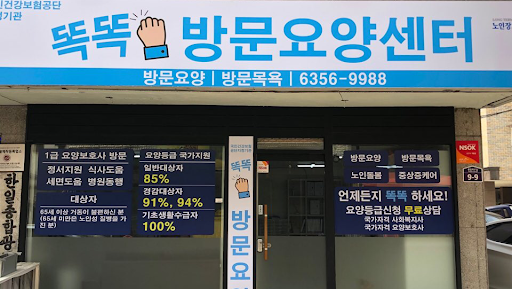 건강보험공단
똑똑 방문요양센터
방문요양 | 방문목욕 | 6356-9988
노인장
1급 요양보호사 방문
정서지원 식사도움
세면도움 병원동행
대상자
65세 이상 거동이 불편하신 분
(65세 미만은 노인성 질병을 가진 분)
요양등급 국가지원
일반대상자
85%
경감대상자
91%, 94%
기초생활수급자
100%
똑똑
방문요
방문요양 방문목욕
노인돌봄 중상증케어
언제든지 똑똑 하세요!
요양등급신청 무료상담
국가자격 사회복지사
국가자격 요양보호사
NSOK
9-9
한일종합쌍